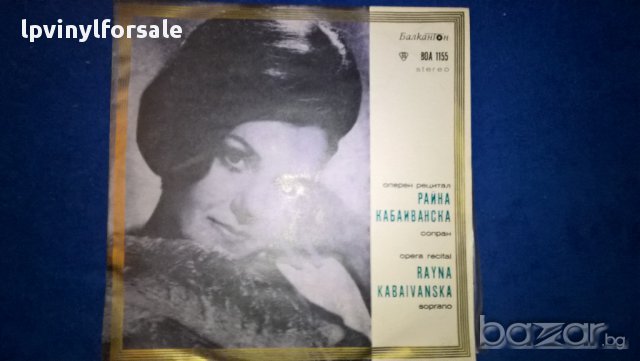 lpvinylforsale
Балкантон
ВОА 1155
stereo
оперен рецитал
РАЙНА
КАБАИВАНСКА
сопран
opera recital
RAYNA
KABAIVANSKA
soprano
bazar.bg